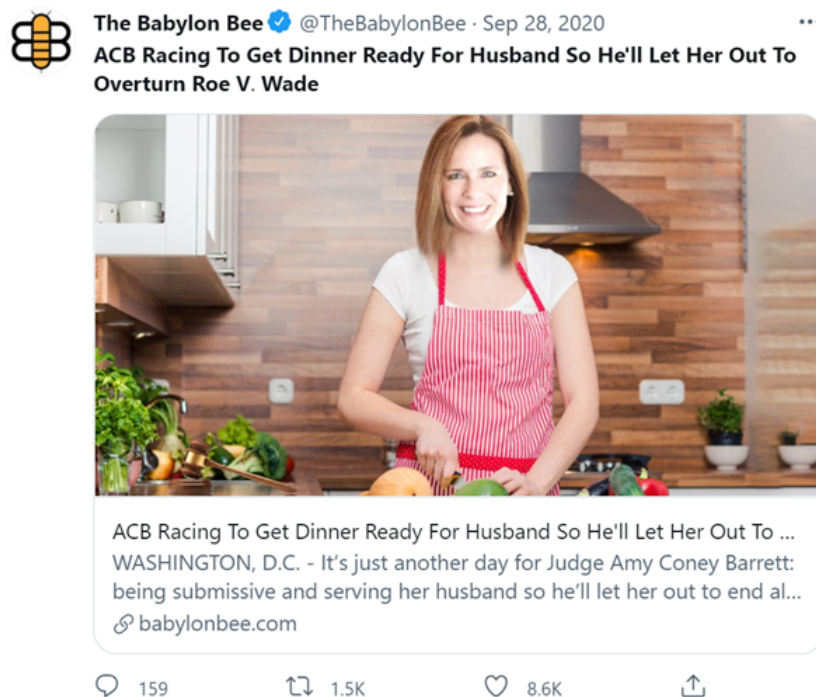 The Babylon Bee @TheBabylonBee · Sep 28, 2020
ACB Racing To Get Dinner Ready For Husband So He'll Let Her Out To
Overturn Roe V. Wade
ACB Racing To Get Dinner Ready For Husband So He'll Let Her Out To ...
WASHINGTON, D.C. - It’s just another day for Judge Amy Coney Barrett:
being submissive and serving her husband so he’ll let her out to end al...
babylonbee.com
159 1.5K 8.6K